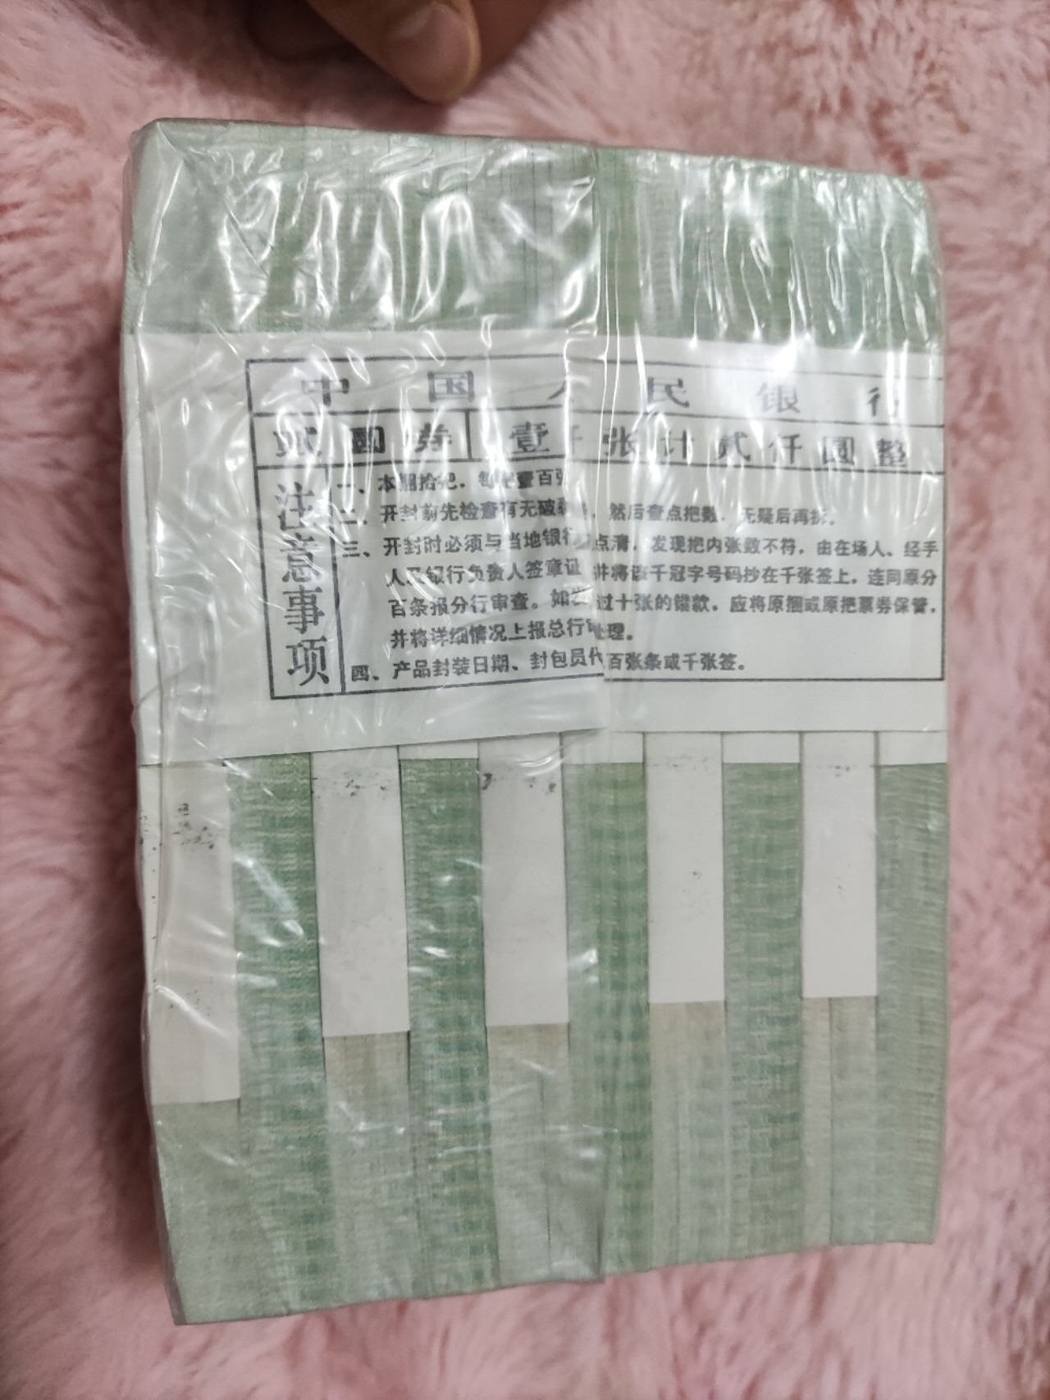 中国人民银行
贰圆券 壹千张计贰仟圆整
注意事项
一、本捆拾把，每把壹百张
二、开封前先检查有无破裂，然后查点把数，无疑后再拆。
三、开封时必须与当地银行点清，发现把内张数不符，由在场人、经手
人及银行负责人签章证 并将该千冠字号码抄在千张签上，连同原分
百条报分行审查。如发 过十张的错款，应将原捆或原把票券保管，
并将详细情况上报总行 处理。
四、产品封装日期、封包员代 百张条或千张签。